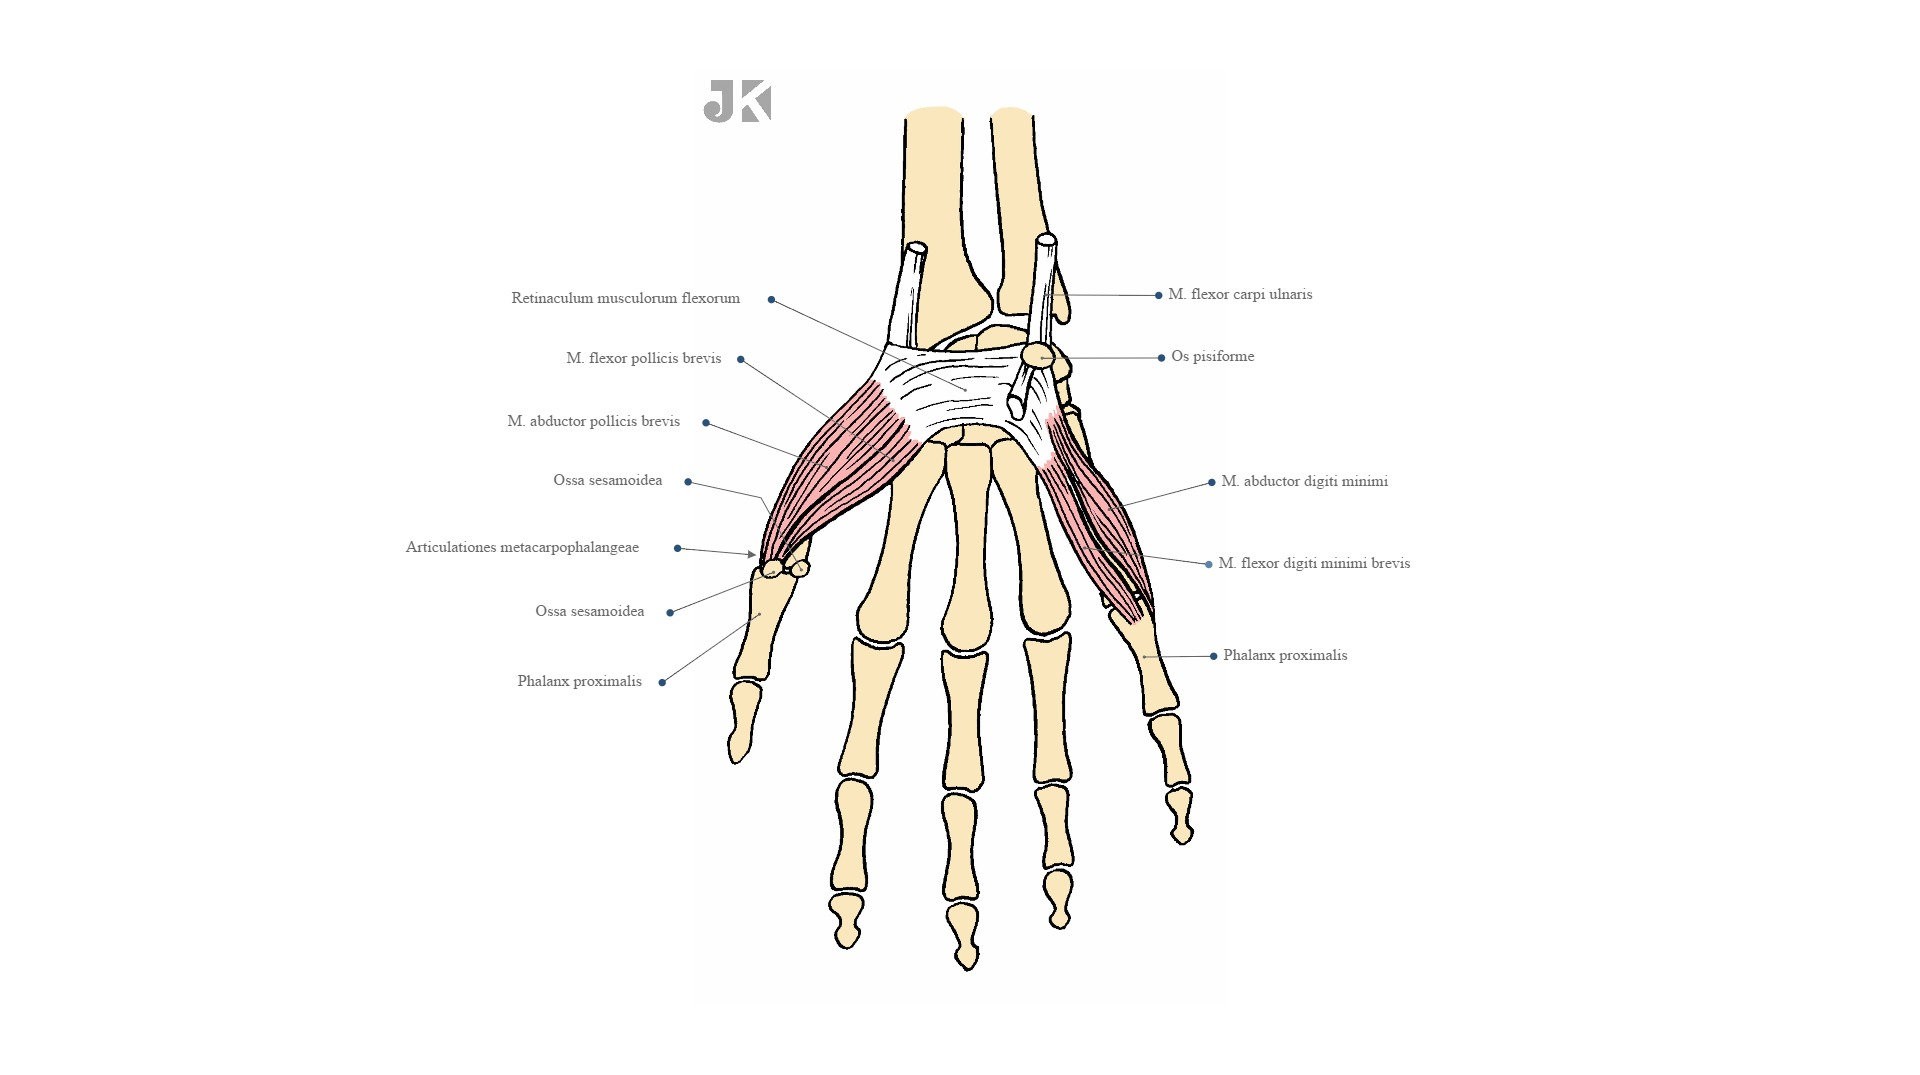 JK
Retinaculum musculorum flexorum
M. flexor pollicis brevis
M. abductor pollicis brevis
Ossa sesamoidea
Articulationes metacarpophalangeae
Ossa sesamoidea
Phalanx proximalis
M. flexor carpi ulnaris
Os pisiforme
M. abductor digiti minimi
M. flexor digiti minimi brevis
Phalanx proximalis